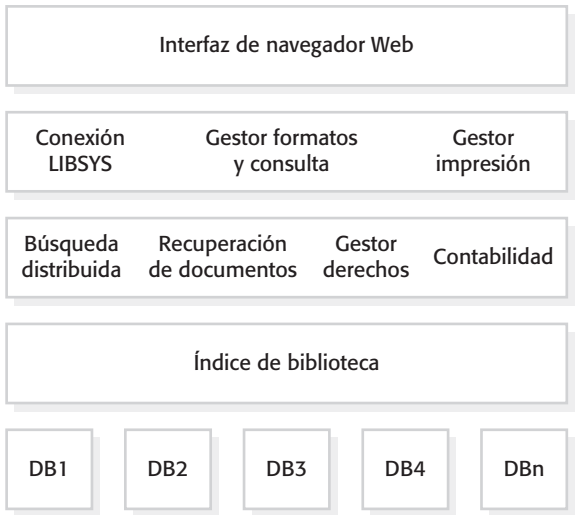 Interfaz de navegador Web
Conexión
LIBSYS
Gestor formatos
y consulta
Gestor
impresión
Búsqueda
distribuida
Recuperación
de documentos
Gestor
derechos
Contabilidad
Índice de biblioteca
DB1
DB2
DB3
DB4
DBn